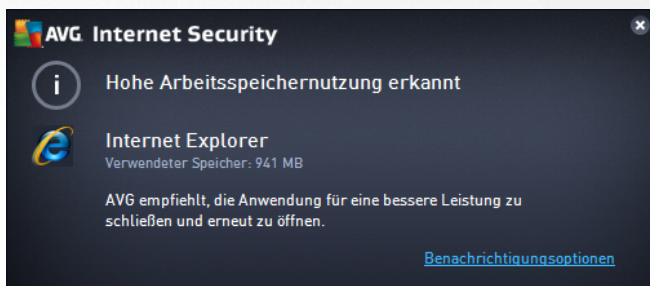 AVG Internet Security
Hohe Arbeitsspeichernutzung erkannt
Internet Explorer
Verwendeter Speicher: 941 MB
AVG empfiehlt, die Anwendung für eine bessere Leistung zu
schließen und erneut zu öffnen.
Benachrichtigungsoptionen